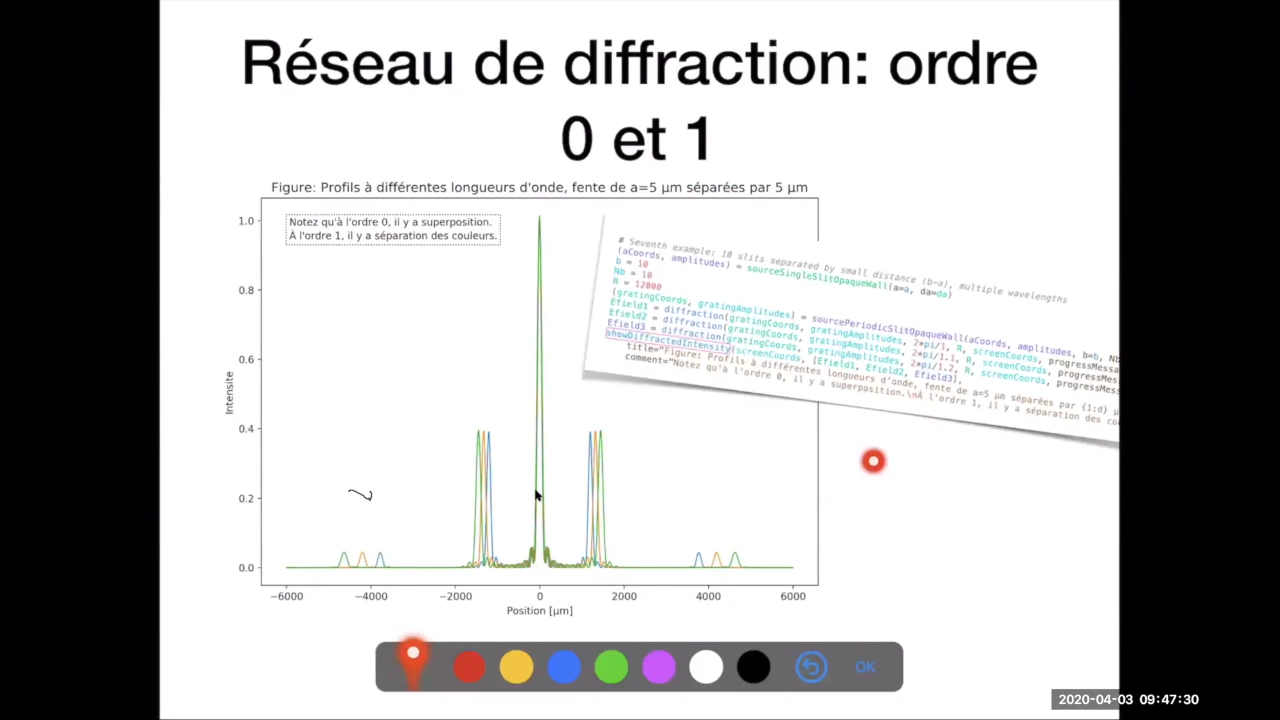 Réseau de diffraction: ordre
0 et 1
Figure: Profils à différentes longueurs d'onde, fente de a=5 µm séparées par 5 µm
Notez qu'à l'ordre 0, il y a superposition.
À l'ordre 1, il y a séparation des couleurs.
1.0
0.8
0.6
0.4
0.2
0.0
Intensite
−6000 −4000 −2000 0 2000 4000 6000
Position [µm]
# Seventh example: 10 slits separated by small distance (b~a), multiple wavelengths
(aCoords, amplitudes) = sourceSingleSlitOpaqueWall(a=a, da=da)
b = 10
Nb = 10
R = 12000
(gratingCoords, gratingAmplitudes) = sourcePeriodicSlitOpaqueWall(aCoords, amplitudes, b=b, Nb
Efield1 = diffraction(gratingCoords, gratingAmplitudes, 2*pi/1, R, screenCoords, progressMessa
Efield2 = diffraction(gratingCoords, gratingAmplitudes, 2*pi/1.1, R, screenCoords, progressMes
Efield3 = diffraction(gratingCoords, gratingAmplitudes, 2*pi/1.2, R, screenCoords, progressMes
showDiffractedIntensity(screenCoords, [Efield1, Efield2, Efield3],
title="Figure: Profils à différentes longueurs d'onde, fente de a=5 µm séparées par {1:d} µ
comment="Notez qu'à l'ordre 0, il y a superposition.\nÀ l'ordre 1, il y a séparation des co
OK
2020-04-03 09:47:30